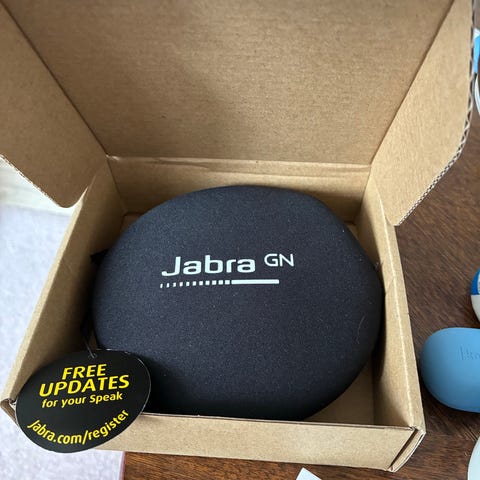 Jabra GN
FREE
UPDATES
for your Speak
jabra.com/register